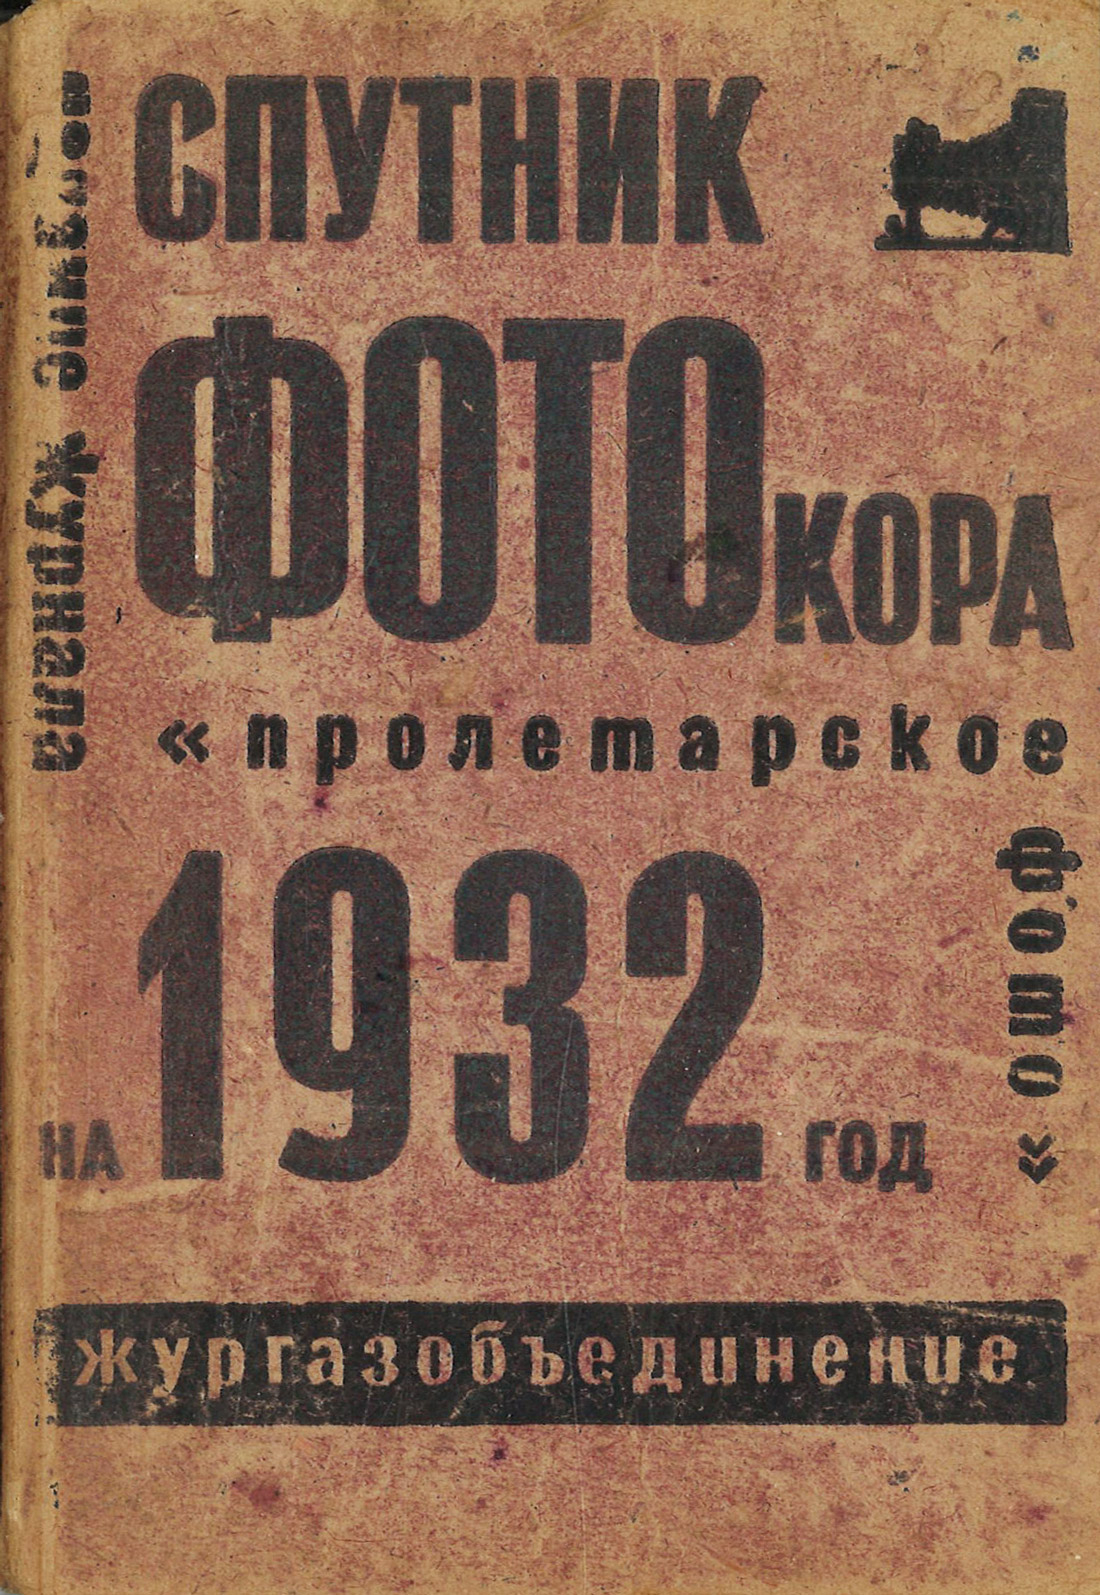 СПУТНИК
ФОТОКОРА
журнала
«пролетарское
фото»
НА 1932 ГОД
жургазобъединение